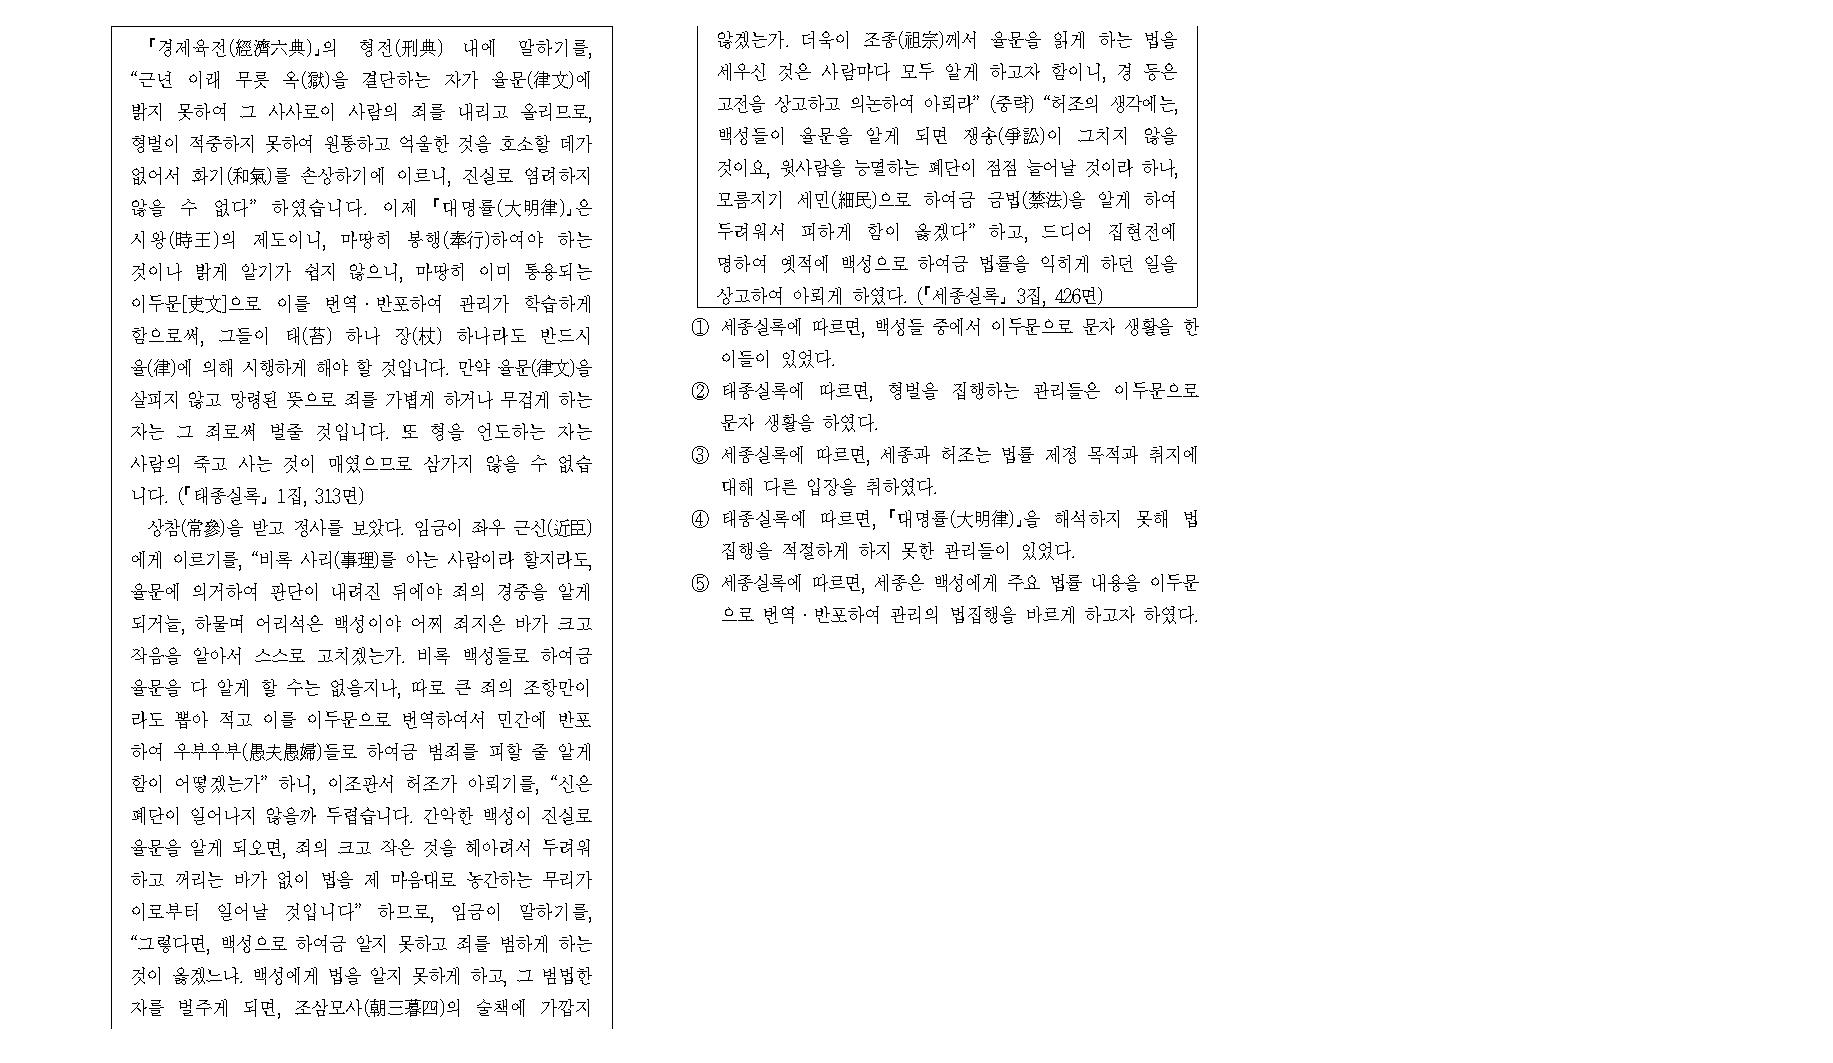 『경제육전(經濟六典)』의 형전(刑典) 내에 말하기를,
“근년 이래 무릇 옥(獄)을 결단하는 자가 율문(律文)에
밝지 못하여 그 사사로이 사람의 죄를 내리고 올리므로,
형벌이 적중하지 못하여 원통하고 억울한 것을 호소할 데가
없어서 화기(和氣)를 손상하기에 이르니, 진실로 염려하지
않을 수 없다” 하였습니다. 이제 『대명률(大明律)』은
시왕(時王)의 제도이니, 마땅히 봉행(奉行)하여야 하는
것이나 밝게 알기가 쉽지 않으니, 마땅히 이미 통용되는
이두문[吏文]으로 이를 번역·반포하여 관리가 학습하게
함으로써, 그들이 태(笞) 하나 장(杖) 하나라도 반드시
율(律)에 의해 시행하게 해야 할 것입니다. 만약 율문(律文)을
살피지 않고 망령된 뜻으로 죄를 가볍게 하거나 무겁게 하는
자는 그 죄로써 벌줄 것입니다. 또 형을 언도하는 자는
사람의 죽고 사는 것이 매였으므로 삼가지 않을 수 없습
니다. (『태종실록』 1집, 313면)
상참(常參)을 받고 정사를 보았다. 임금이 좌우 근신(近臣)
에게 이르기를, “비록 사리(事理)를 아는 사람이라 할지라도,
율문에 의거하여 판단이 내려진 뒤에야 죄의 경중을 알게
되거늘, 하물며 어리석은 백성이야 어찌 죄지은 바가 크고
작음을 알아서 스스로 고치겠는가. 비록 백성들로 하여금
율문을 다 알게 할 수는 없을지나, 따로 큰 죄의 조항만이
라도 뽑아 적고 이를 이두문으로 번역하여서 민간에 반포
하여 우부우부(愚夫愚婦)들로 하여금 범죄를 피할 줄 알게
함이 어떻겠는가” 하니, 이조판서 허조가 아뢰기를, “신은
폐단이 일어나지 않을까 두렵습니다. 간악한 백성이 진실로
율문을 알게 되오면, 죄의 크고 작은 것을 헤아려서 두려워
하고 꺼리는 바가 없이 법을 제 마음대로 농간하는 무리가
이로부터 일어날 것입니다” 하므로, 임금이 말하기를,
“그렇다면, 백성으로 하여금 알지 못하고 죄를 범하게 하는
것이 옳겠느냐. 백성에게 법을 알지 못하게 하고, 그 범법한
자를 벌주게 되면, 조삼모사(朝三暮四)의 술책에 가깝지
않겠는가. 더욱이 조종(祖宗)께서 율문을 읽게 하는 법을
세우신 것은 사람마다 모두 알게 하고자 함이니, 경 등은
고전을 상고하고 의논하여 아뢰라” (중략) “허조의 생각에는,
백성들이 율문을 알게 되면 쟁송(爭訟)이 그치지 않을
것이요, 윗사람을 능멸하는 폐단이 점점 늘어날 것이라 하나,
모름지기 세민(細民)으로 하여금 금법(禁法)을 알게 하여
두려워서 피하게 함이 옳겠다” 하고, 드디어 집현전에
명하여 옛적에 백성으로 하여금 법률을 익히게 하던 일을
상고하여 아뢰게 하였다. (『세종실록』 3집, 426면)
① 세종실록에 따르면, 백성들 중에서 이두문으로 문자 생활을 한
이들이 있었다.
② 태종실록에 따르면, 형벌을 집행하는 관리들은 이두문으로
문자 생활을 하였다.
③ 세종실록에 따르면, 세종과 허조는 법률 제정 목적과 취지에
대해 다른 입장을 취하였다.
④ 태종실록에 따르면, 『대명률(大明律)』을 해석하지 못해 법
집행을 적절하게 하지 못한 관리들이 있었다.
⑤ 세종실록에 따르면, 세종은 백성에게 주요 법률 내용을 이두문
으로 번역·반포하여 관리의 법집행을 바르게 하고자 하였다.